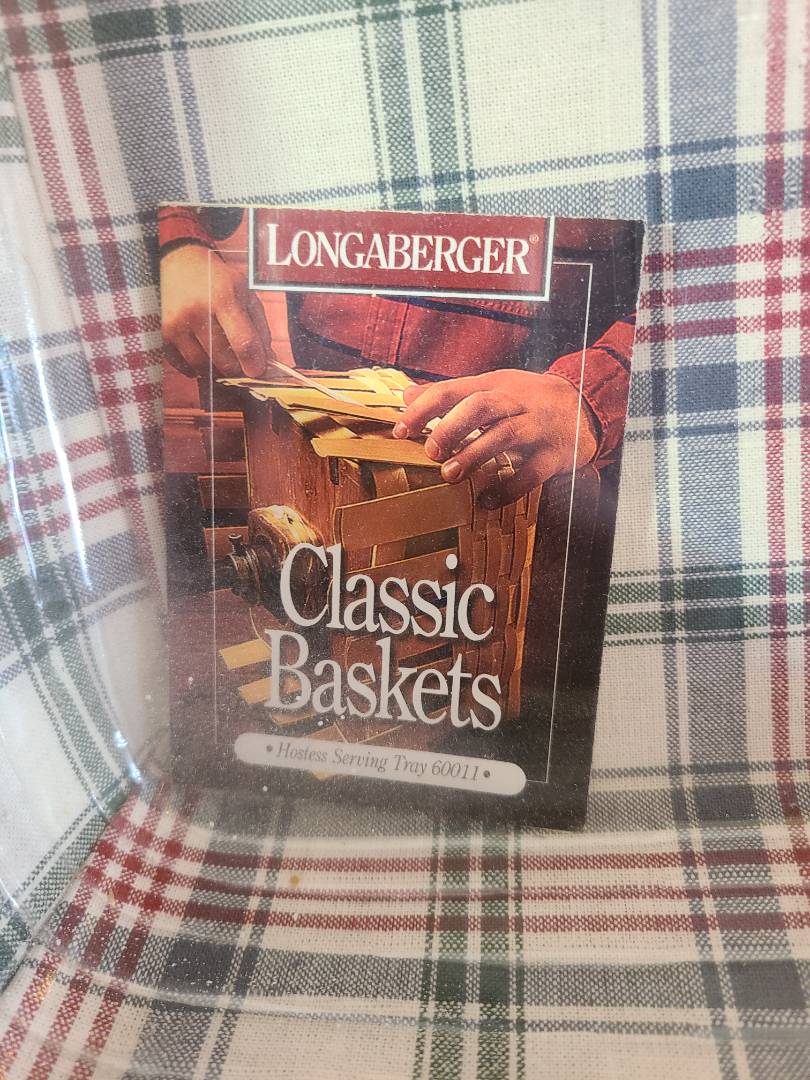 LONGABERGER®
Classic
Baskets
• Hostess Serving Tray 60011 •